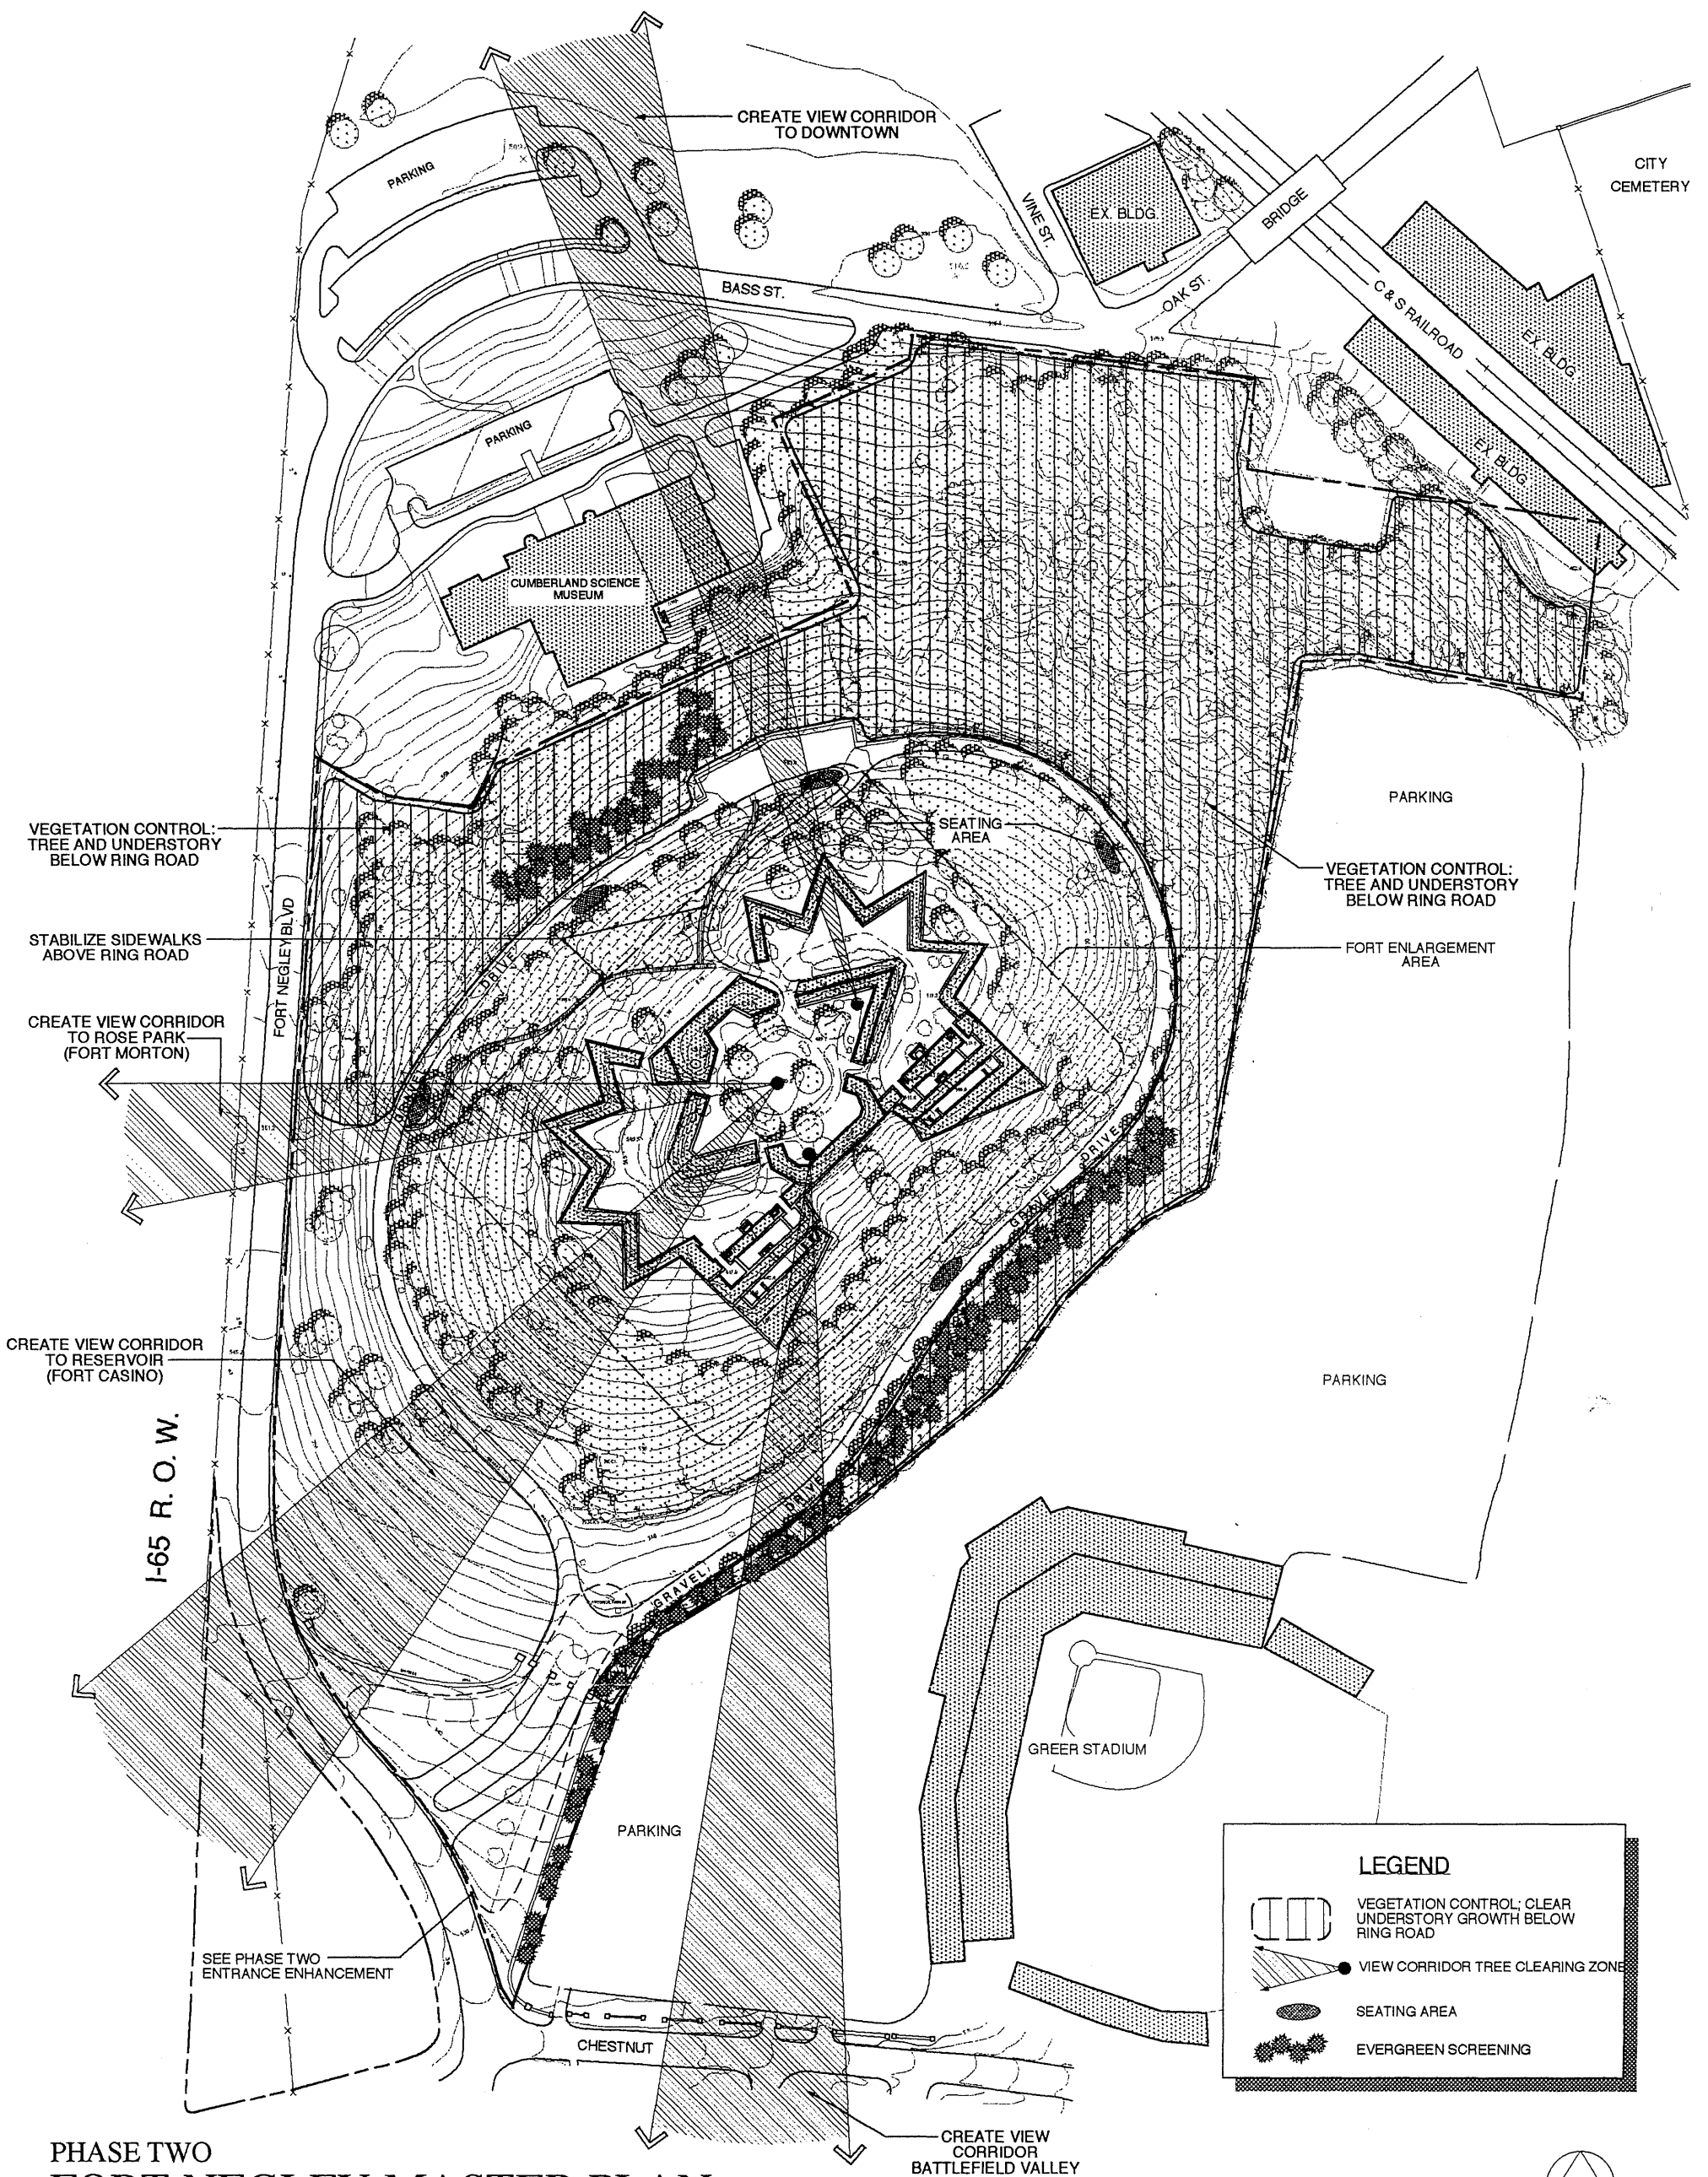 CREATE VIEW CORRIDOR
TO DOWNTOWN
CITY
CEMETERY
PARKING
VINE ST.
EX. BLDG.
BRIDGE
BASS ST.
OAK ST.
C & S RAILROAD
EX. BLDG.
EX. BLDG.
PARKING
CUMBERLAND SCIENCE
MUSEUM
PARKING
VEGETATION CONTROL:
TREE AND UNDERSTORY
BELOW RING ROAD
SEATING
AREA
VEGETATION CONTROL:
TREE AND UNDERSTORY
BELOW RING ROAD
FORT NEGLEY BLVD
STABILIZE SIDEWALKS
ABOVE RING ROAD
DRIVE
FORT ENLARGEMENT
AREA
CREATE VIEW CORRIDOR
TO ROSE PARK
(FORT MORTON)
GRAVEL DRIVE
CREATE VIEW CORRIDOR
TO RESERVOIR
(FORT CASINO)
PARKING
I-65 R. O. W.
GRAVEL DRIVE
GREER STADIUM
PARKING
LEGEND
VEGETATION CONTROL; CLEAR
UNDERSTORY GROWTH BELOW
RING ROAD
VIEW CORRIDOR TREE CLEARING ZONE
SEATING AREA
EVERGREEN SCREENING
SEE PHASE TWO
ENTRANCE ENHANCEMENT
CHESTNUT
CREATE VIEW
CORRIDOR
BATTLEFIELD VALLEY
PHASE TWO
FORT NEGLEY MASTER PLAN